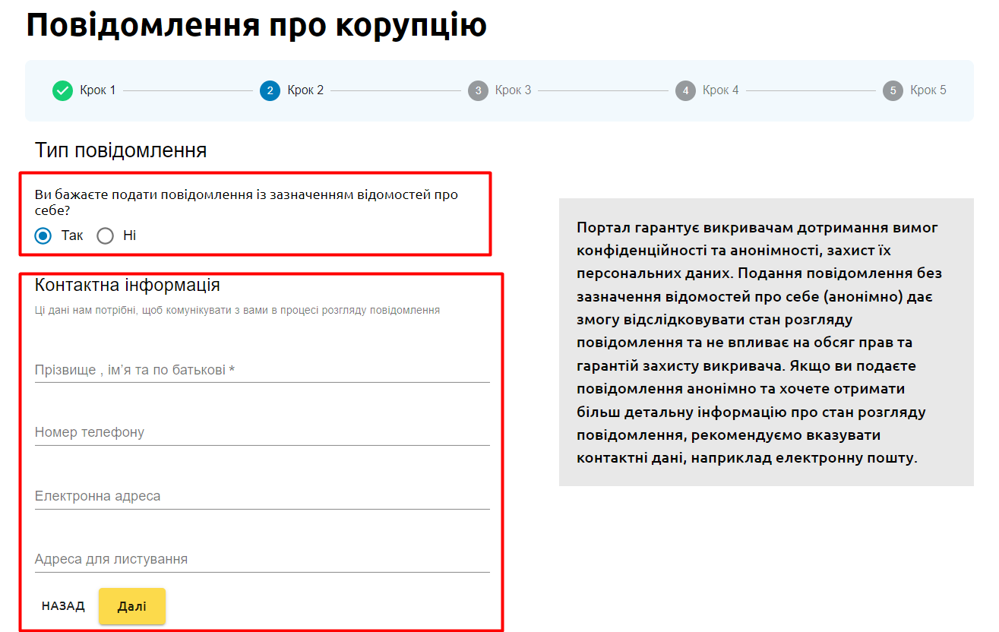 Повідомлення про корупцію
Крок 1
2 Крок 2
3 Крок 3
4 Крок 4
5 Крок 5
Тип повідомлення
Ви бажаєте подати повідомлення із зазначенням відомостей про
себе?
Так Ні
Контактна інформація
Ці дані нам потрібні, щоб комунікувати з вами в процесі розгляду повідомлення
Прізвище , ім'я та по батькові *
Номер телефону
Електронна адреса
Адреса для листування
НАЗАД Далі
Портал гарантує викривачам дотримання вимог
конфіденційності та анонімності, захист їх
персональних даних. Подання повідомлення без
зазначення відомостей про себе (анонімно) дає
змогу відслідковувати стан розгляду
повідомлення та не впливає на обсяг прав та
гарантій захисту викривача. Якщо ви подаєте
повідомлення анонімно та хочете отримати
більш детальну інформацію про стан розгляду
повідомлення, рекомендуємо вказувати
контактні дані, наприклад електронну пошту.